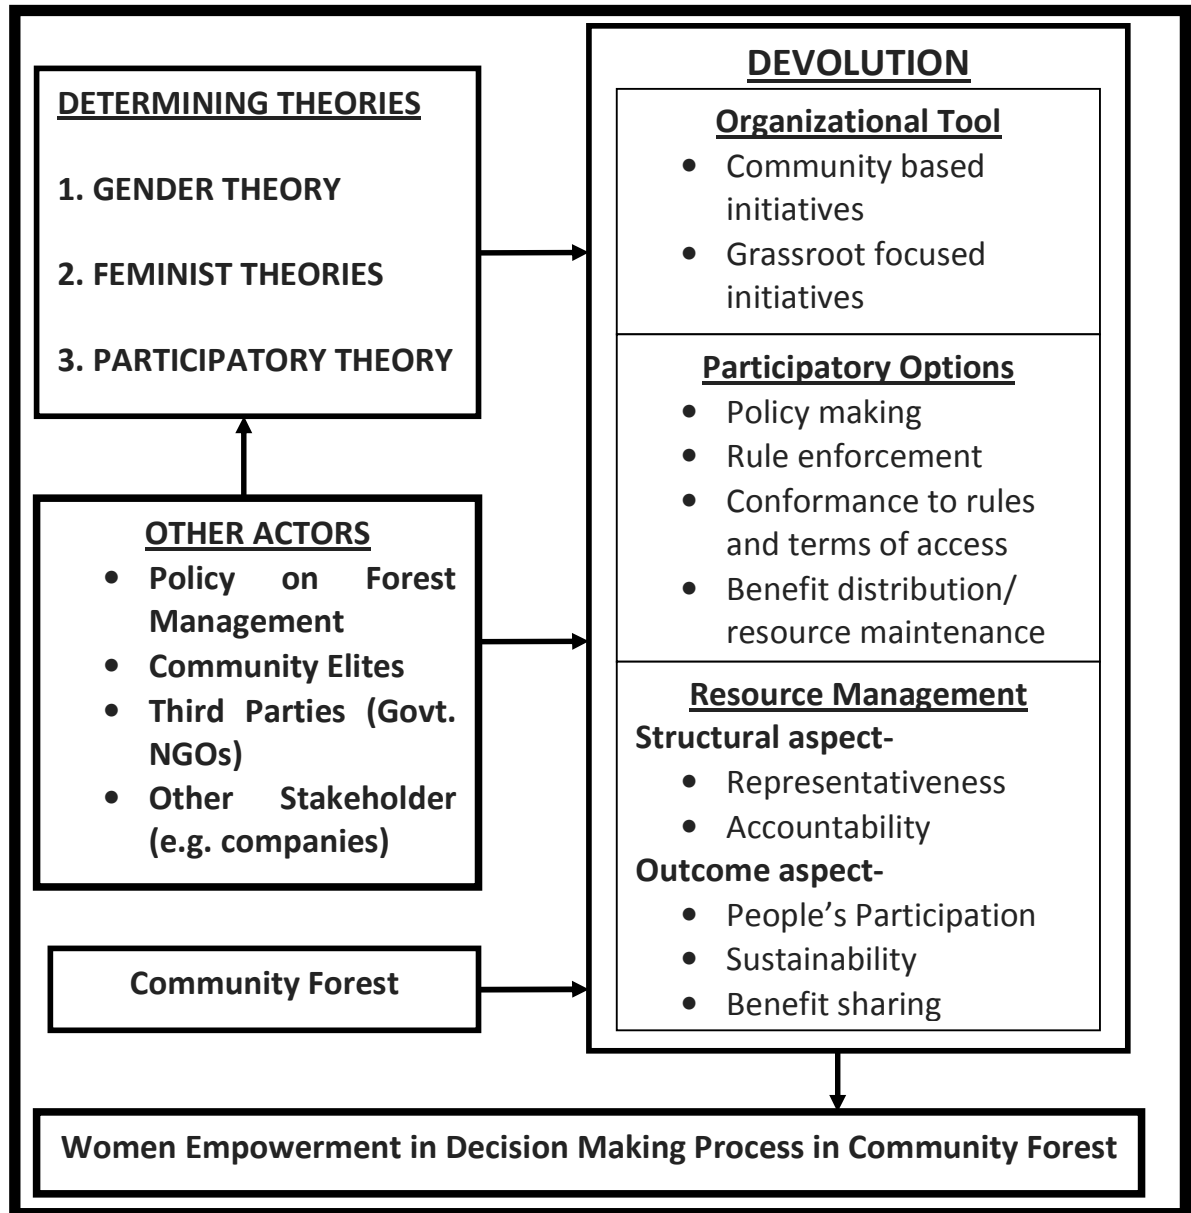 DETERMINING THEORIES
1. GENDER THEORY
2. FEMINIST THEORIES
3. PARTICIPATORY THEORY
OTHER ACTORS
• Policy on Forest
Management
• Community Elites
• Third Parties (Govt.
NGOs)
• Other Stakeholder
(e.g. companies)
Community Forest
DEVOLUTION
Organizational Tool
• Community based
initiatives
• Grassroot focused
initiatives
Participatory Options
• Policy making
• Rule enforcement
• Conformance to rules
and terms of access
• Benefit distribution/
resource maintenance
Resource Management
Structural aspect-
• Representativeness
• Accountability
Outcome aspect-
• People’s Participation
• Sustainability
• Benefit sharing
Women Empowerment in Decision Making Process in Community Forest